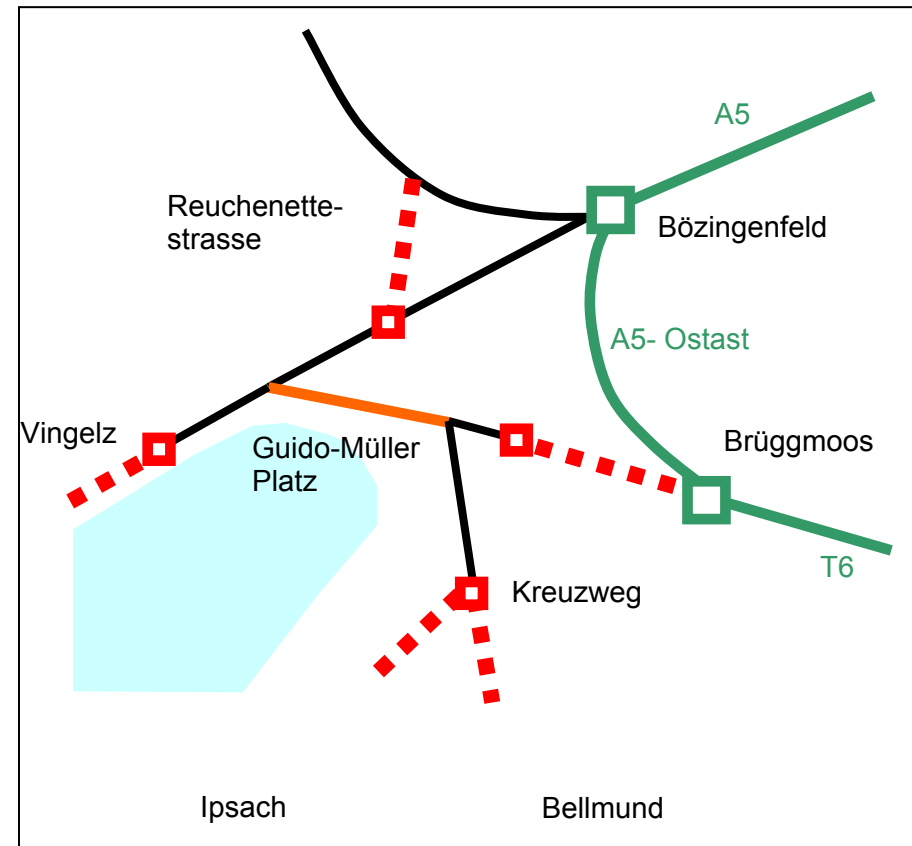 A5
Reuchenette-
strasse
Bözingenfeld
A5- Ostast
Vingelz
Guido-Müller
Platz
Brüggmoos
T6
Kreuzweg
Ipsach
Bellmund